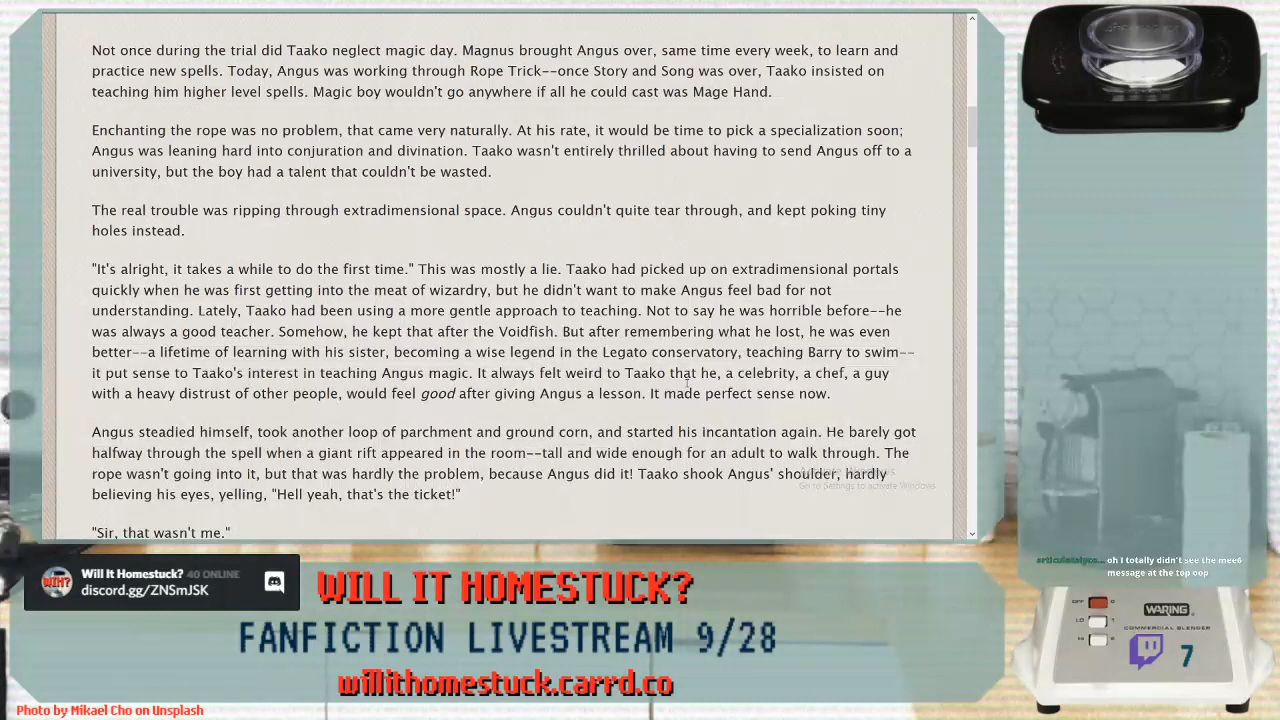 Not once during the trial did Taako neglect magic day. Magnus brought Angus over, same time every week, to learn and
practice new spells. Today, Angus was working through Rope Trick--once Story and Song was over, Taako insisted on
teaching him higher level spells. Magic boy wouldn't go anywhere if all he could cast was Mage Hand.
Enchanting the rope was no problem, that came very naturally. At his rate, it would be time to pick a specialization soon;
Angus was leaning hard into conjuration and divination. Taako wasn't entirely thrilled about having to send Angus off to a
university, but the boy had a talent that couldn't be wasted.
The real trouble was ripping through extradimensional space. Angus couldn't quite tear through, and kept poking tiny
holes instead.
"It's alright, it takes a while to do the first time." This was mostly a lie. Taako had picked up on extradimensional portals
quickly when he was first getting into the meat of wizardry, but he didn't want to make Angus feel bad for not
understanding. Lately, Taako had been using a more gentle approach to teaching. Not to say he was horrible before--he
was always a good teacher. Somehow, he kept that after the Voidfish. But after remembering what he lost, he was even
better--a lifetime of learning with his sister, becoming a wise legend in the Legato conservatory, teaching Barry to swim--
it put sense to Taako's interest in teaching Angus magic. It always felt weird to Taako that he, a celebrity, a chef, a guy
with a heavy distrust of other people, would feel good after giving Angus a lesson. It made perfect sense now.
Angus steadied himself, took another loop of parchment and ground corn, and started his incantation again. He barely got
halfway through the spell when a giant rift appeared in the room--tall and wide enough for an adult to walk through. The
rope wasn't going into it, but that was hardly the problem, because Angus did it! Taako shook Angus' shoulder, hardly
believing his eyes, yelling, "Hell yeah, that's the ticket!"
"Sir, that wasn't me."
Activate Windows
Go to Settings to activate Windows
articulatelyco... oh I totally didn't see the mee6
message at the top oop
WIH?
Will It Homestuck? 40 ONLINE
discord.gg/ZNSmJSK
WILL IT HOMESTUCK?
FANFICTION LIVESTREAM 9/28
willithomestuck.carrd.co
Photo by Mikael Cho on Unsplash
OFF 0
LO I
HI II
WARING
COMMERCIAL BLENDER
7